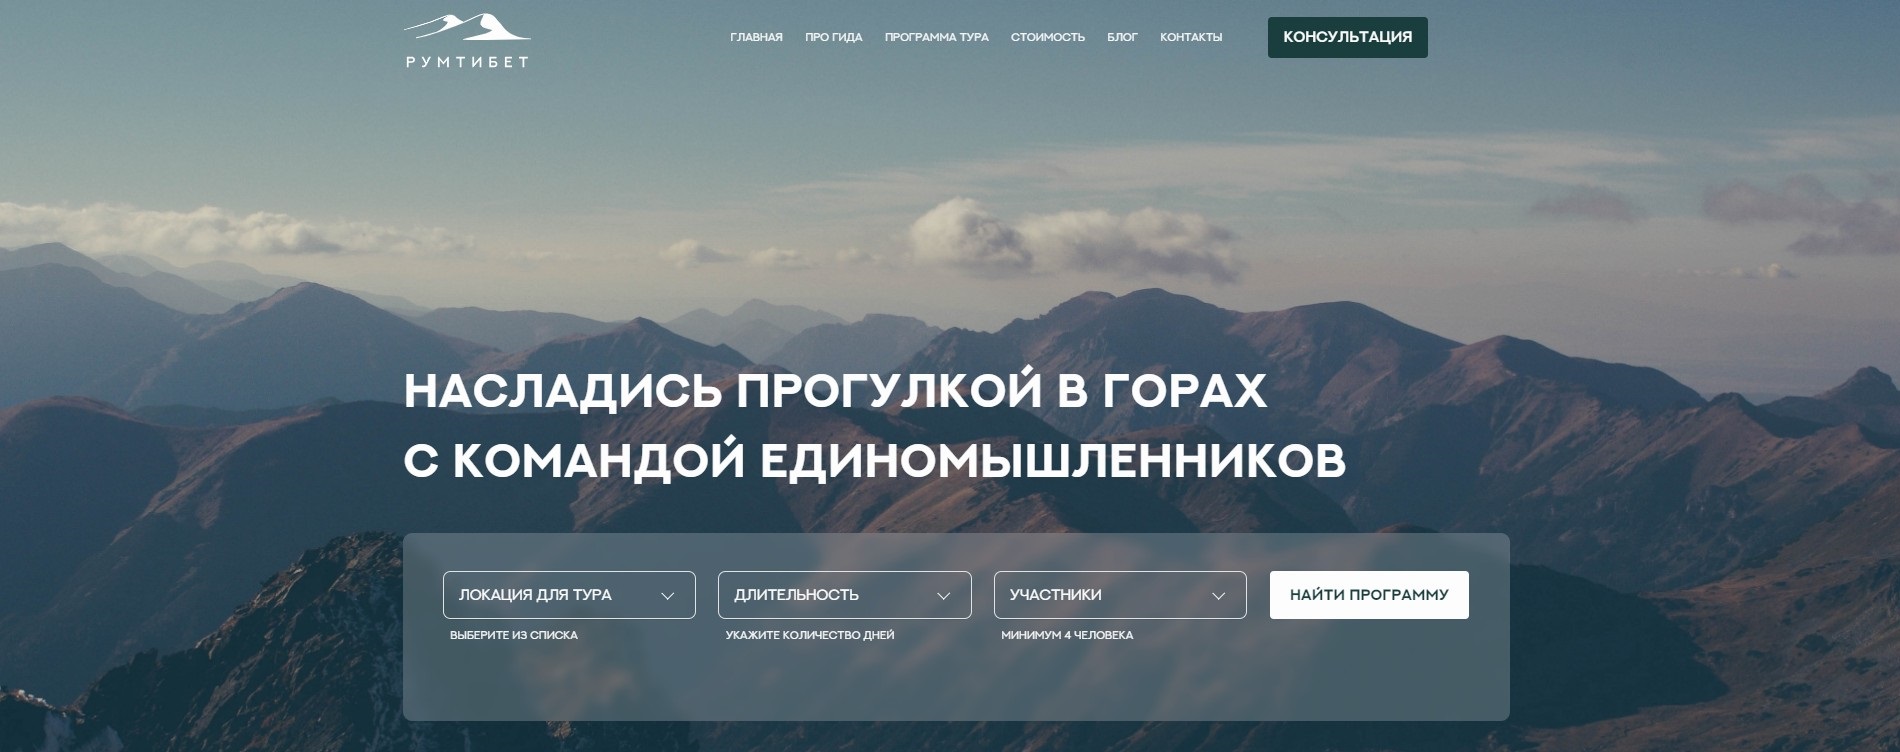 РУМТИБЕТ
ГЛАВНАЯ ПРО ГИДА ПРОГРАММА ТУРА СТОИМОСТЬ БЛОГ КОНТАКТЫ КОНСУЛЬТАЦИЯ
НАСЛАДИСЬ ПРОГУЛКОЙ В ГОРАХ
С КОМАНДОЙ ЕДИНОМЫШЛЕННИКОВ
ЛОКАЦИЯ ДЛЯ ТУРА ДЛИТЕЛЬНОСТЬ УЧАСТНИКИ НАЙТИ ПРОГРАММУ
ВЫБЕРИТЕ ИЗ СПИСКА УКАЖИТЕ КОЛИЧЕСТВО ДНЕЙ МИНИМУМ 4 ЧЕЛОВЕКА